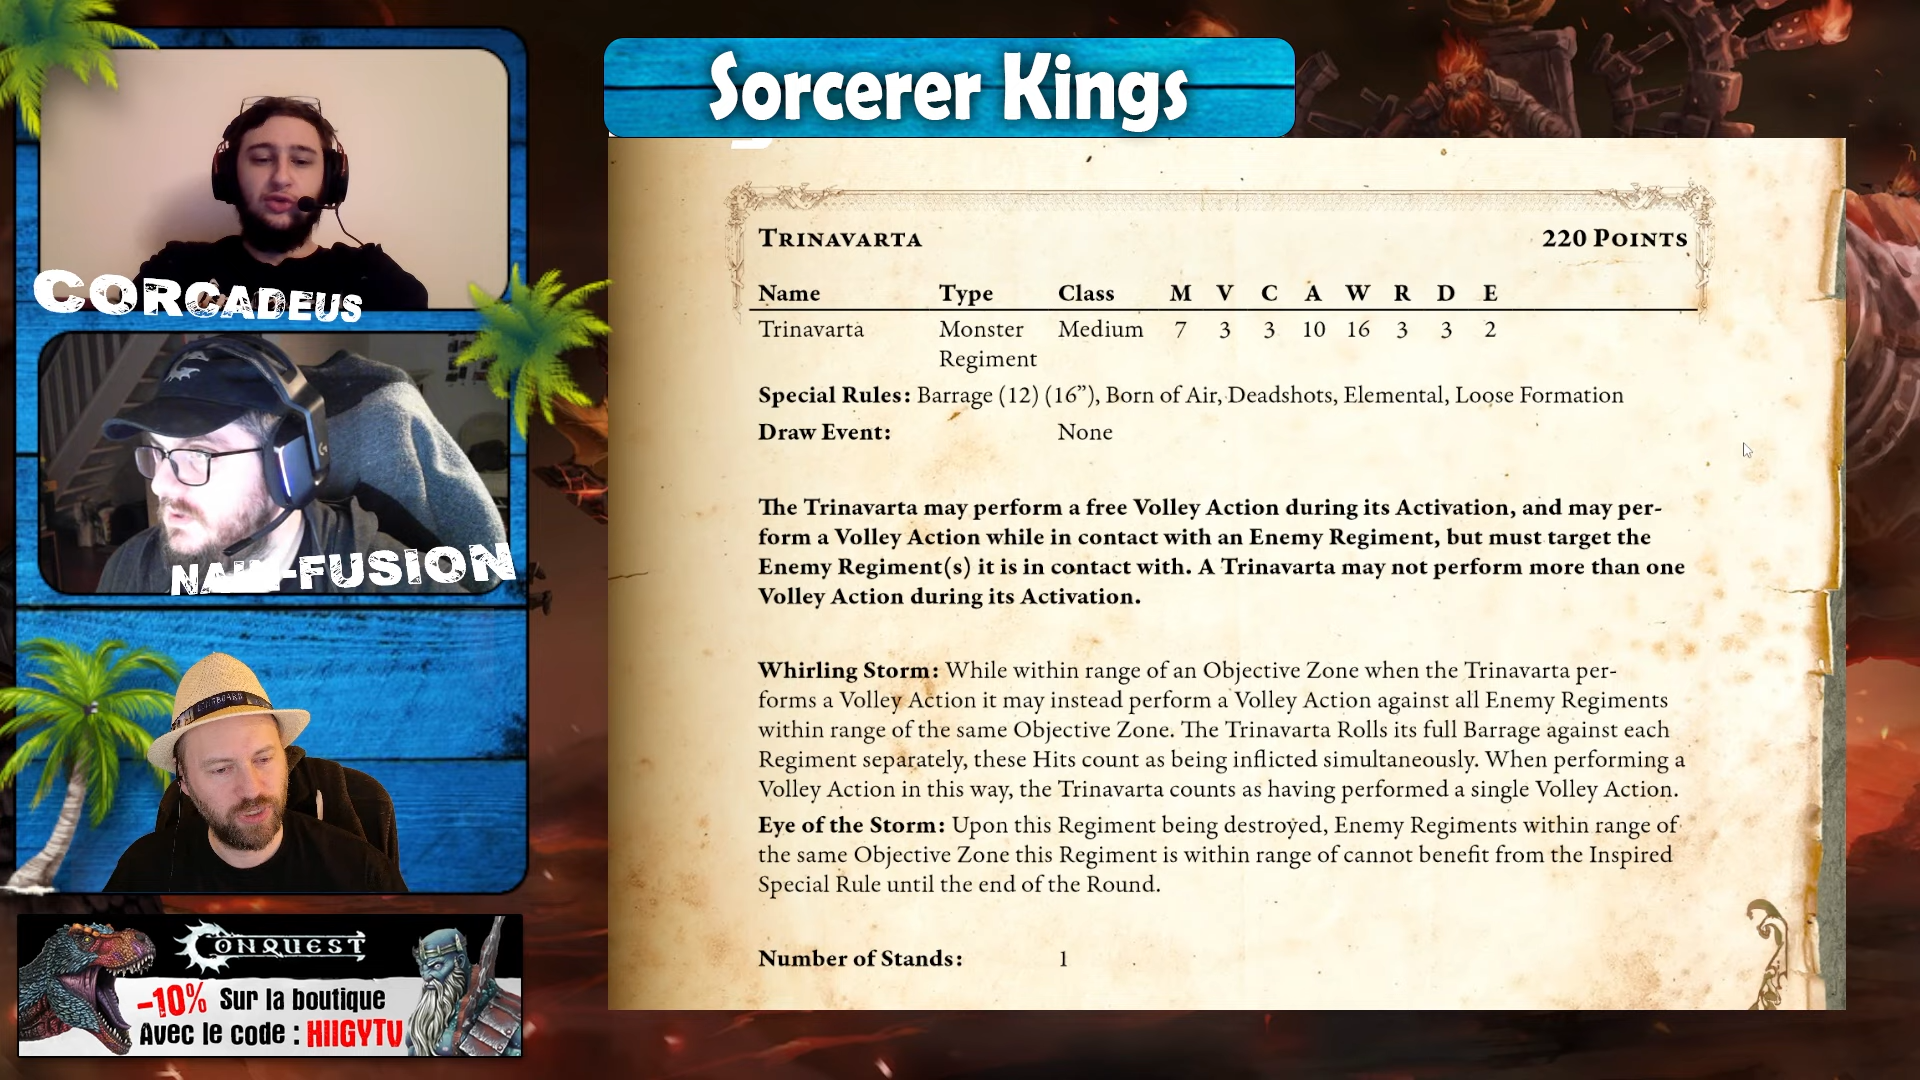 Sorcerer Kings
CORCADEUS
-FUSION
CONQUEST
-10% Sur la boutique
Avec le code : HIIGYTV
TRINAVARTA 220 POINTS
Name Type Class M V C A W R D E
Trinavarta Monster Medium 7 3 3 10 16 3 3 2
Regiment
Special Rules: Barrage (12) (16”), Born of Air, Deadshots, Elemental, Loose Formation
Draw Event: None
The Trinavarta may perform a free Volley Action during its Activation, and may per-
form a Volley Action while in contact with an Enemy Regiment, but must target the
Enemy Regiment(s) it is in contact with. A Trinavarta may not perform more than one
Volley Action during its Activation.
Whirling Storm: While within range of an Objective Zone when the Trinavarta per-
forms a Volley Action it may instead perform a Volley Action against all Enemy Regiments
within range of the same Objective Zone. The Trinavarta Rolls its full Barrage against each
Regiment separately, these Hits count as being inflicted simultaneously. When performing a
Volley Action in this way, the Trinavarta counts as having performed a single Volley Action.
Eye of the Storm: Upon this Regiment being destroyed, Enemy Regiments within range of
the same Objective Zone this Regiment is within range of cannot benefit from the Inspired
Special Rule until the end of the Round.
Number of Stands: 1